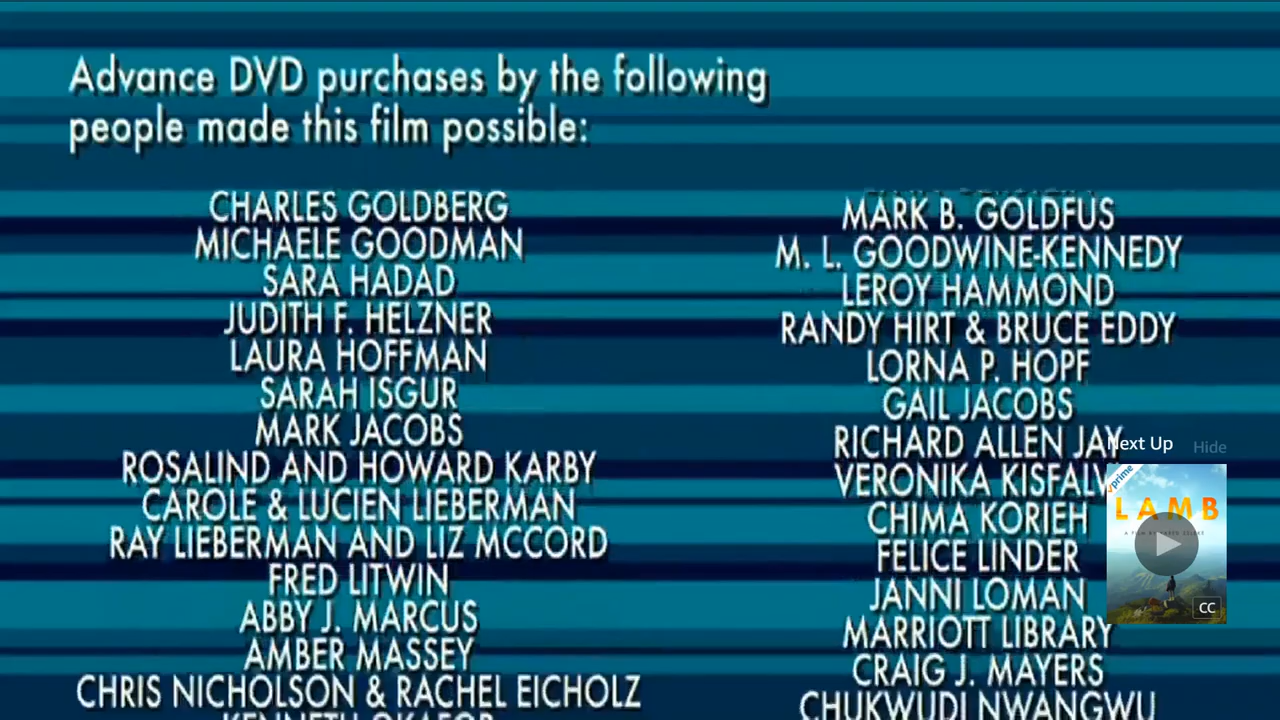 Advance DVD purchases by the following
people made this film possible:
CHARLES GOLDBERG
MICHAELE GOODMAN
SARA HADAD
JUDITH F. HELZNER
LAURA HOFFMAN
SARAH ISGUR
MARK JACOBS
ROSALIND AND HOWARD KARBY
CAROLE & LUCIEN LIEBERMAN
RAY LIEBERMAN AND LIZ MCCORD
FRED LITWIN
ABBY J. MARCUS
AMBER MASSEY
CHRIS NICHOLSON & RACHEL EICHOLZ
KENNETH OKAFOR
MARK B. GOLDFUS
M. L. GOODWINE-KENNEDY
LEROY HAMMOND
RANDY HIRT & BRUCE EDDY
LORNA P. HOPF
GAIL JACOBS
RICHARD ALLEN JAY
VERONIKA
CHIMA KORIEH
FELICE LINDER
JANNI LOMAN
MARRIOTT LIBRARY
CRAIG J. MAYERS
CHUKWUDI NWANGWU
Next Up
Hide
prime
LAMB
CC